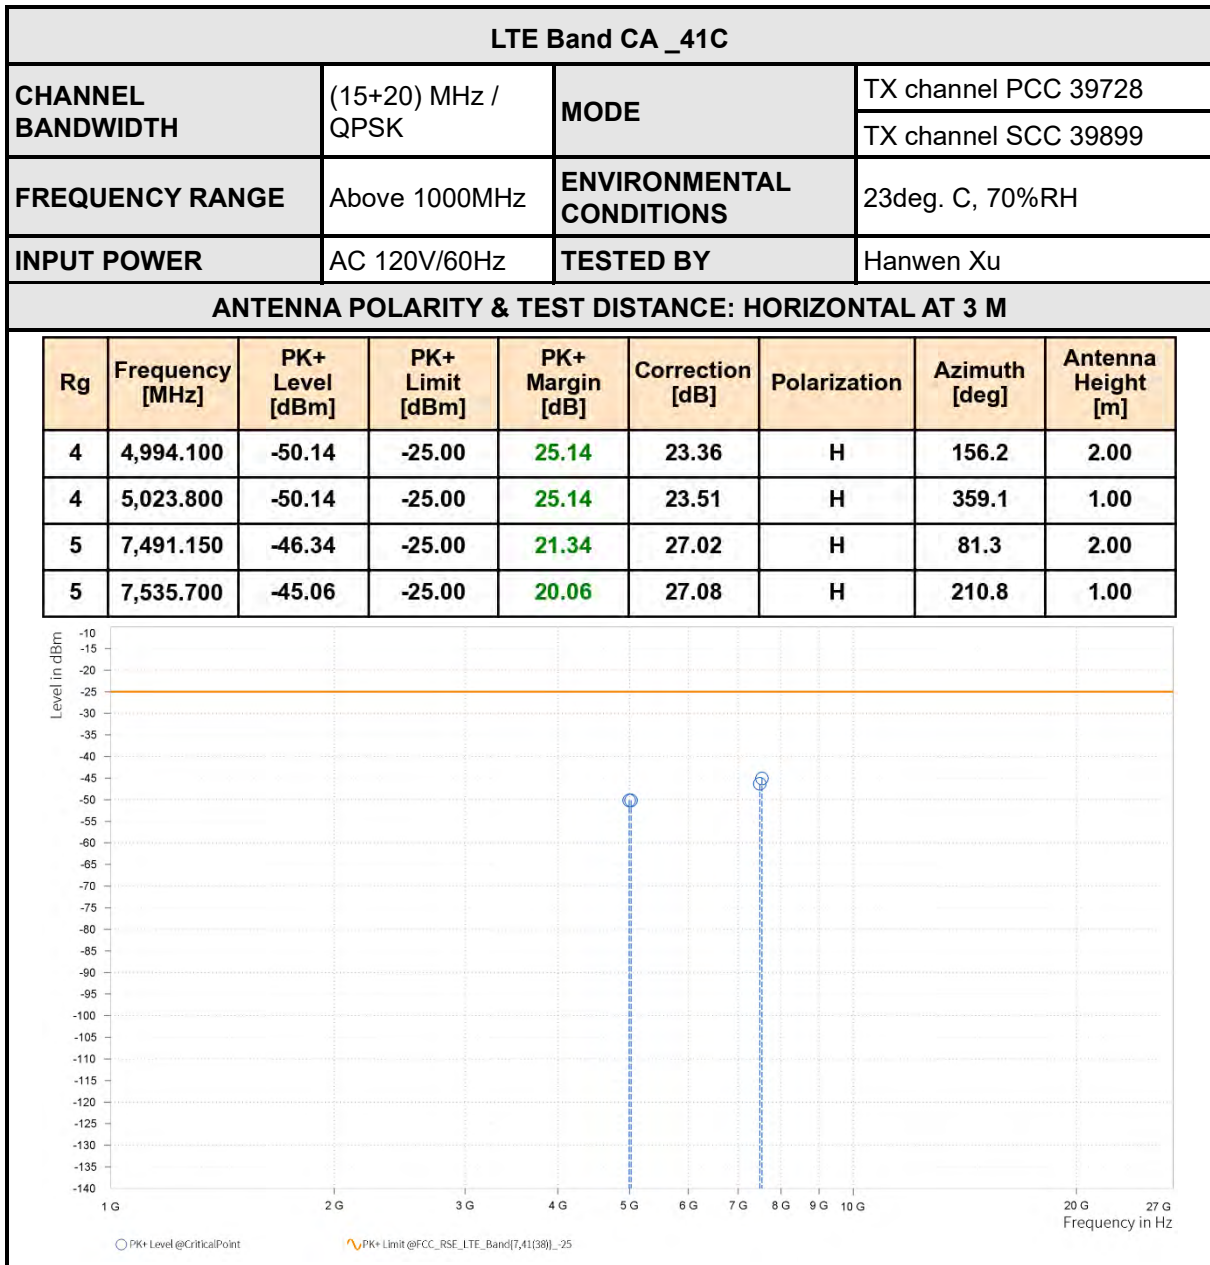 LTE Band CA _41C
CHANNEL BANDWIDTH
(15+20) MHz / QPSK
MODE
TX channel PCC 39728
TX channel SCC 39899
FREQUENCY RANGE
Above 1000MHz
ENVIRONMENTAL CONDITIONS
23deg. C, 70%RH
INPUT POWER
AC 120V/60Hz
TESTED BY
Hanwen Xu
ANTENNA POLARITY & TEST DISTANCE: HORIZONTAL AT 3 M
Rg Frequency [MHz] PK+ Level [dBm] PK+ Limit [dBm] PK+ Margin [dB] Correction [dB] Polarization Azimuth [deg] Antenna Height [m]
4 4,994.100 -50.14 -25.00 25.14 23.36 H 156.2 2.00
4 5,023.800 -50.14 -25.00 25.14 23.51 H 359.1 1.00
5 7,491.150 -46.34 -25.00 21.34 27.02 H 81.3 2.00
5 7,535.700 -45.06 -25.00 20.06 27.08 H 210.8 1.00
Level in dBm
-10
-15
-20
-25
-30
-35
-40
-45
-50
-55
-60
-65
-70
-75
-80
-85
-90
-95
-100
-105
-110
-115
-120
-125
-130
-135
-140
1 G 2 G 3 G 4 G 5 G 6 G 7 G 8 G 9 G 10 G 20 G 27 G
Frequency in Hz
PK+ Level @CriticalPoint
PK+ Limit @FCC_RSE_LTE_Band{7,41(38)}_-25